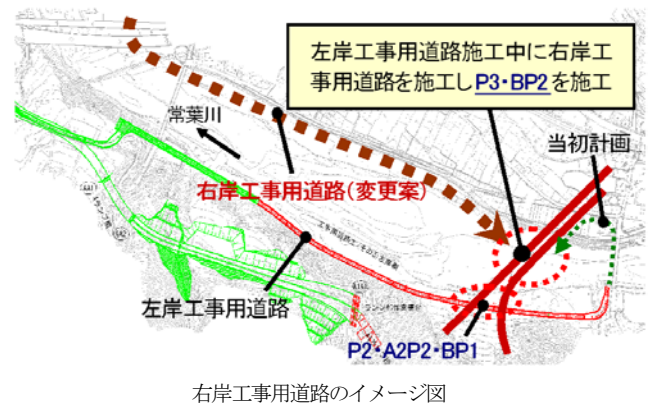 左岸工事用道路施工中に右岸工
事用道路を施工しP3・BP2を施工
常葉川
当初計画
右岸工事用道路(変更案)
左岸工事用道路
P2・A2P2・BP1
右岸工事用道路のイメージ図